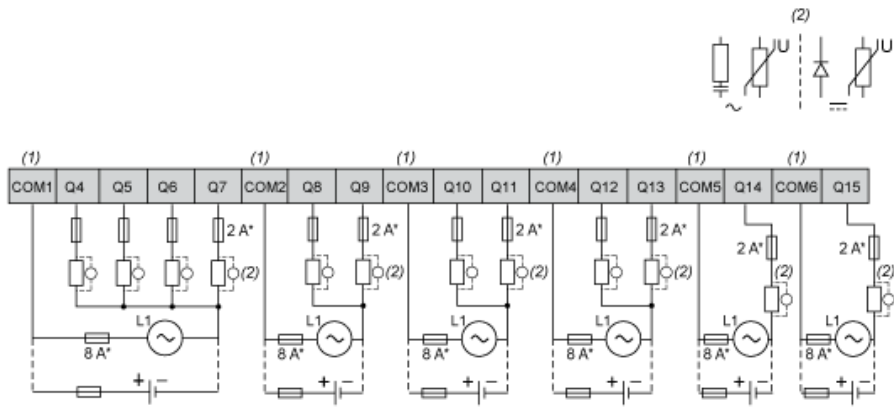 (2)
IU IU
(1) (1) (1) (1) (1) (1)
COM1 Q4 Q5 Q6 Q7 COM2 Q8 Q9 COM3 Q10 Q11 COM4 Q12 Q13 COM5 Q14 COM6 Q15
2 A* 2 A* 2 A* 2 A* 2 A* 2 A*
(2) (2) (2) (2) (2) (2)
L1 L1 L1 L1 L1 L1
8 A* 8 A* 8 A* 8 A* 8 A* 8 A*
+ − + − + − + − + − + −